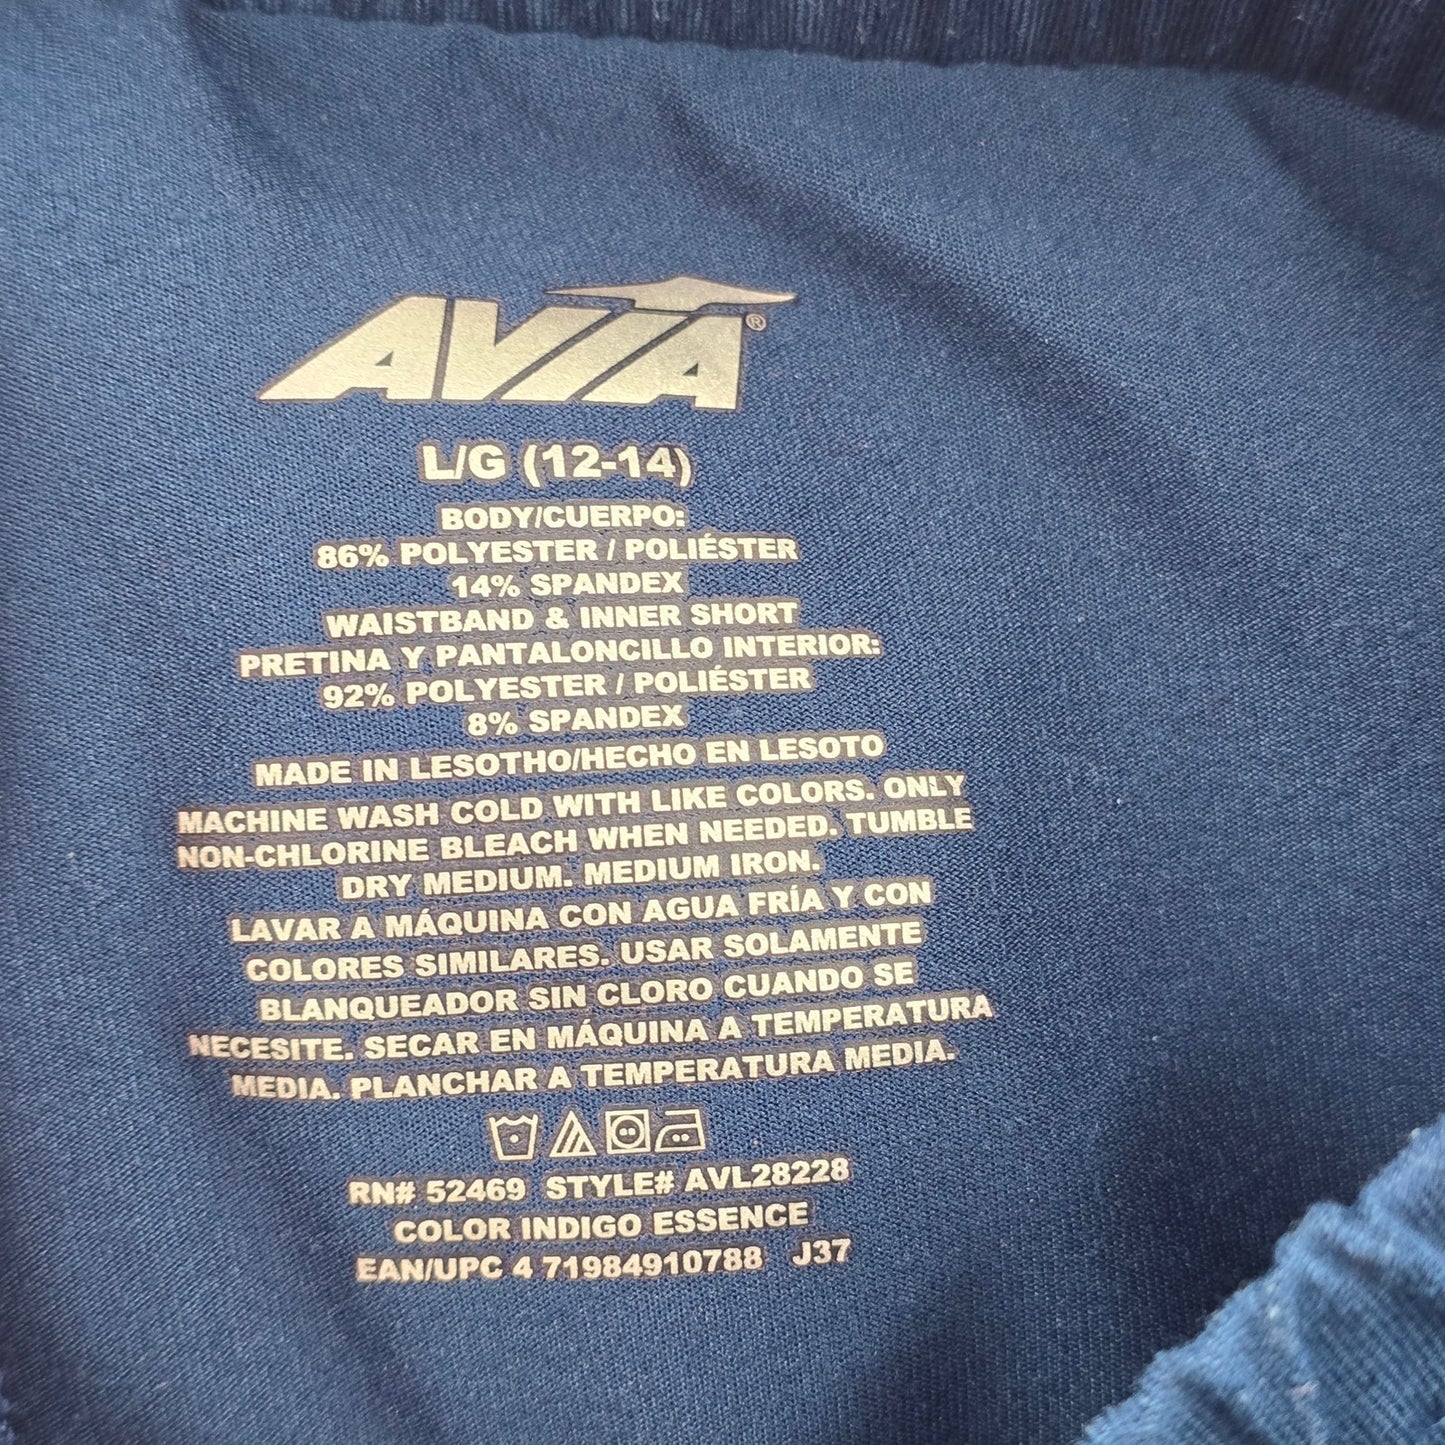 AVIA®
L/G (12-14)
BODY/CUERPO:
86% POLYESTER / POLIÉSTER
14% SPANDEX
WAISTBAND & INNER SHORT
PRETINA Y PANTALONCILLO INTERIOR:
92% POLYESTER / POLIÉSTER
8% SPANDEX
MADE IN LESOTHO/HECHO EN LESOTO
MACHINE WASH COLD WITH LIKE COLORS. ONLY
NON-CHLORINE BLEACH WHEN NEEDED. TUMBLE
DRY MEDIUM. MEDIUM IRON.
LAVAR A MÁQUINA CON AGUA FRÍA Y CON
COLORES SIMILARES. USAR SOLAMENTE
BLANQUEADOR SIN CLORO CUANDO SE
NECESITE. SECAR EN MÁQUINA A TEMPERATURA
MEDIA. PLANCHAR A TEMPERATURA MEDIA.
RN# 52469 STYLE# AVL28228
COLOR INDIGO ESSENCE
EAN/UPC 4 71984910788 J37